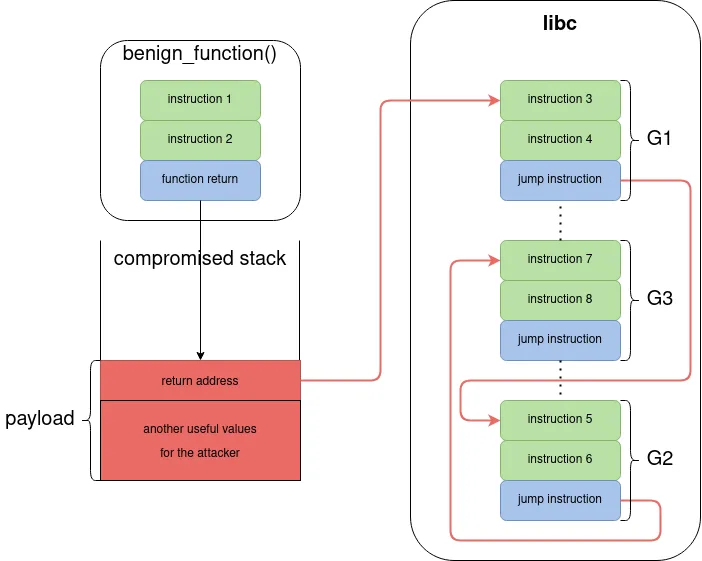 benign_function()
instruction 1
instruction 2
function return
compromised stack
return address
another useful values
for the attacker
payload
libc
instruction 3
instruction 4
jump instruction
G1
instruction 7
instruction 8
jump instruction
G3
instruction 5
instruction 6
jump instruction
G2